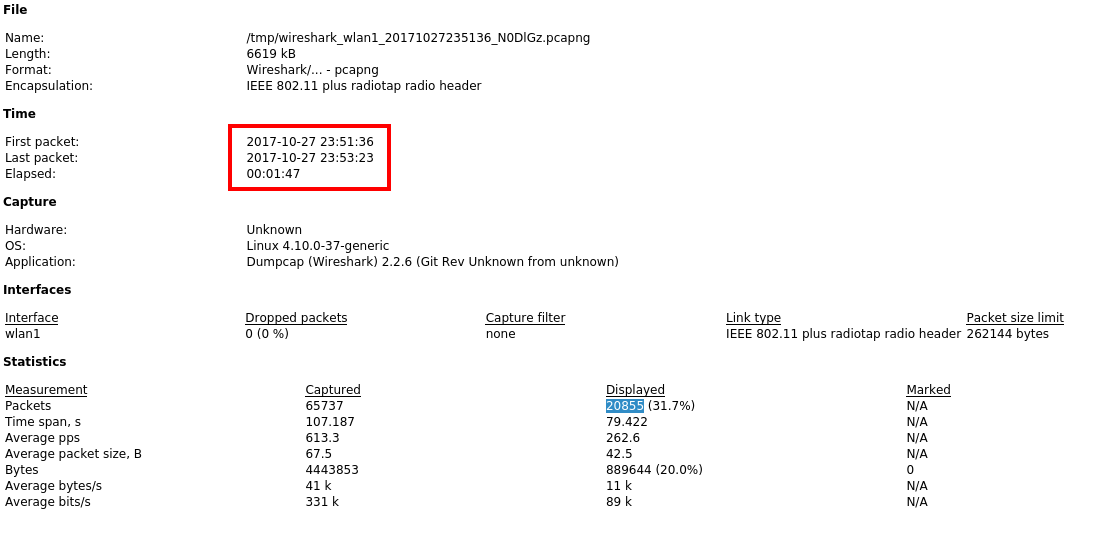 File
Name: /tmp/wireshark_wlan1_20171027235136_N0DlGz.pcapng
Length: 6619 kB
Format: Wireshark/... - pcapng
Encapsulation: IEEE 802.11 plus radiotap radio header
Time
First packet: 2017-10-27 23:51:36
Last packet: 2017-10-27 23:53:23
Elapsed: 00:01:47
Capture
Hardware: Unknown
OS: Linux 4.10.0-37-generic
Application: Dumpcap (Wireshark) 2.2.6 (Git Rev Unknown from unknown)
Interfaces
Interface Dropped packets Capture filter Link type Packet size limit
wlan1 0 (0 %) none IEEE 802.11 plus radiotap radio header 262144 bytes
Statistics
Measurement Captured Displayed Marked
Packets 65737 20855 (31.7%) N/A
Time span, s 107.187 79.422 N/A
Average pps 613.3 262.6 N/A
Average packet size, B 67.5 42.5 N/A
Bytes 4443853 889644 (20.0%) 0
Average bytes/s 41 k 11 k N/A
Average bits/s 331 k 89 k N/A